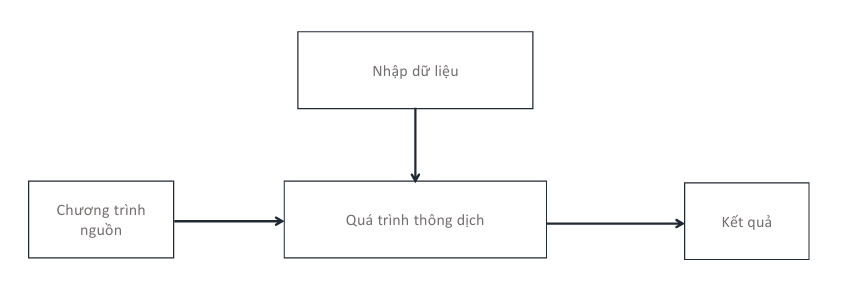 Nhập dữ liệu
Chương trình
nguồn
Quá trình thông dịch
Kết quả